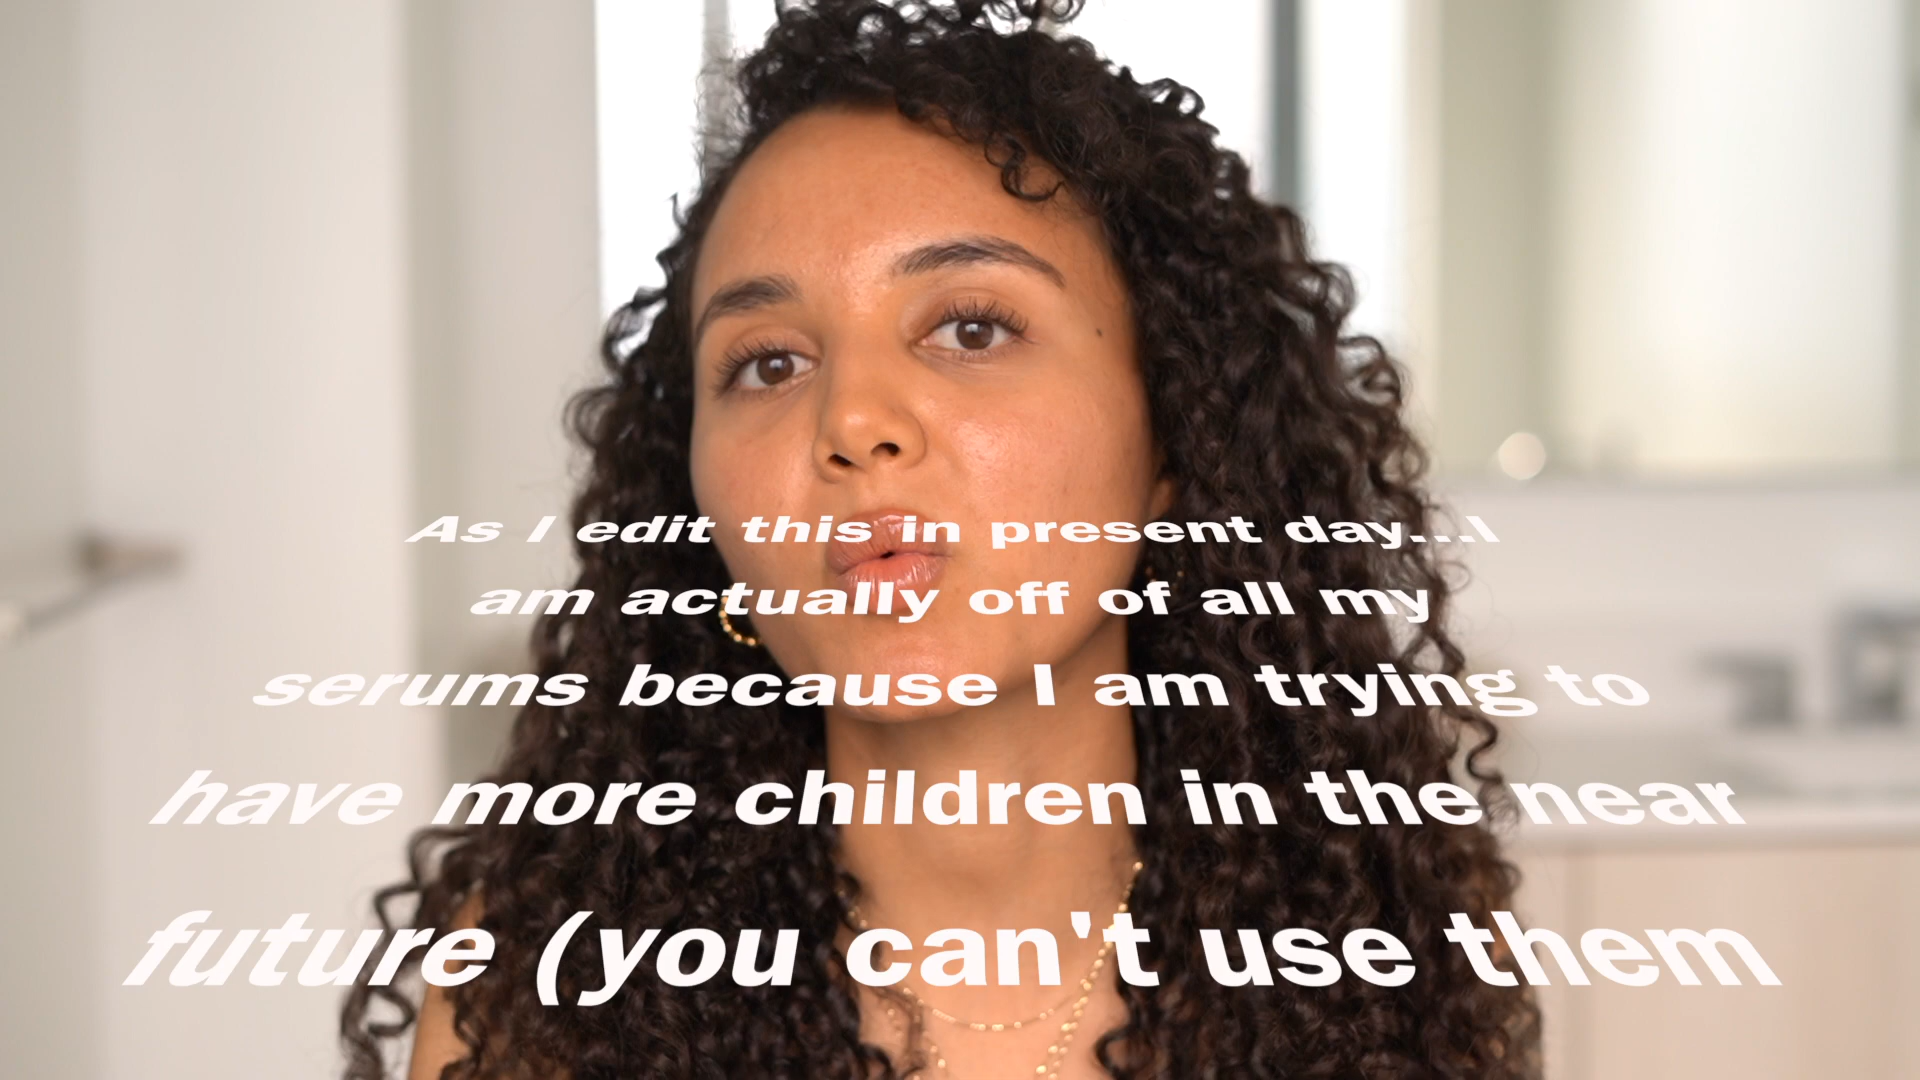 As I edit this in present day...I
am actually off of all my
serums because I am trying to
have more children in the near
future (you can't use them